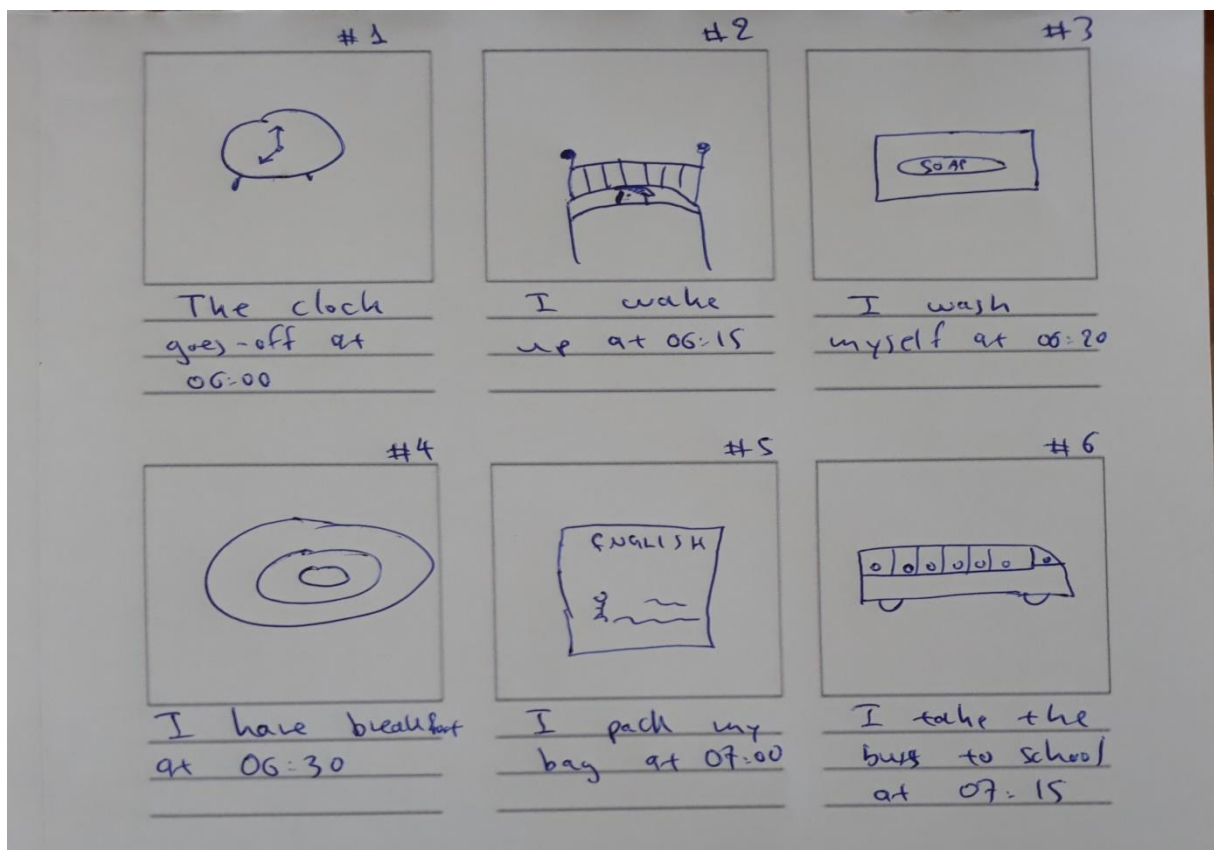 #1
#2
#3
SOAP
The clock
goes-off at
06:00
I wake
up at 06:15
I wash
myself at 06:20
#4
#5
#6
ENGLISH
I have breakfast
at 06:30
I pack my
bag at 07:00
I take the
bus to school
at 07:15